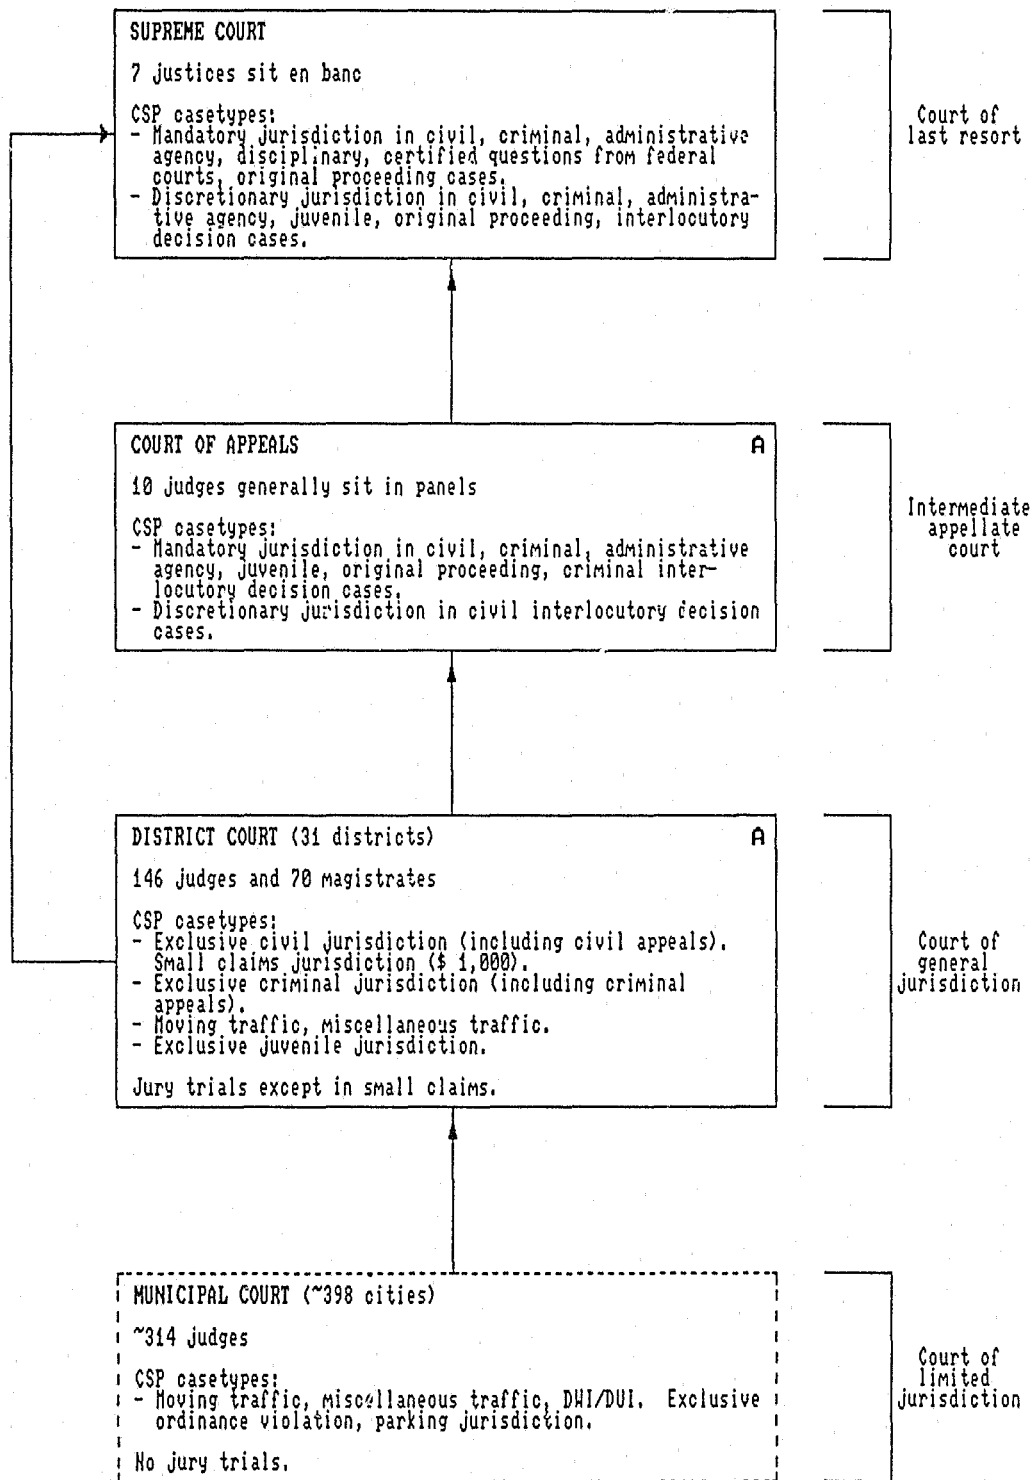 SUPREME COURT
7 justices sit en banc
CSP casetypes:
- Mandatory jurisdiction in civil, criminal, administrative
agency, disciplinary, certified questions from federal
courts, original proceeding cases.
- Discretionary jurisdiction in civil, criminal, administra-
tive agency, juvenile, original proceeding, interlocutory
decision cases.
Court of
last resort
COURT OF APPEALS A
10 judges generally sit in panels
CSP casetypes:
- Mandatory jurisdiction in civil, criminal, administrative
agency, juvenile, original proceeding, criminal inter-
locutory decision cases.
- Discretionary jurisdiction in civil interlocutory decision
cases.
Intermediate
appellate
court
DISTRICT COURT (31 districts) A
146 judges and 70 magistrates
CSP casetypes:
- Exclusive civil jurisdiction (including civil appeals).
Small claims jurisdiction ($ 1,000).
- Exclusive criminal jurisdiction (including criminal
appeals).
- Moving traffic, miscellaneous traffic.
- Exclusive juvenile jurisdiction.
Jury trials except in small claims.
Court of
general
jurisdiction
MUNICIPAL COURT (~398 cities)
~314 judges
CSP casetypes:
- Moving traffic, miscellaneous traffic, DWI/DUI. Exclusive
ordinance violation, parking jurisdiction.
No jury trials.
Court of
limited
jurisdiction